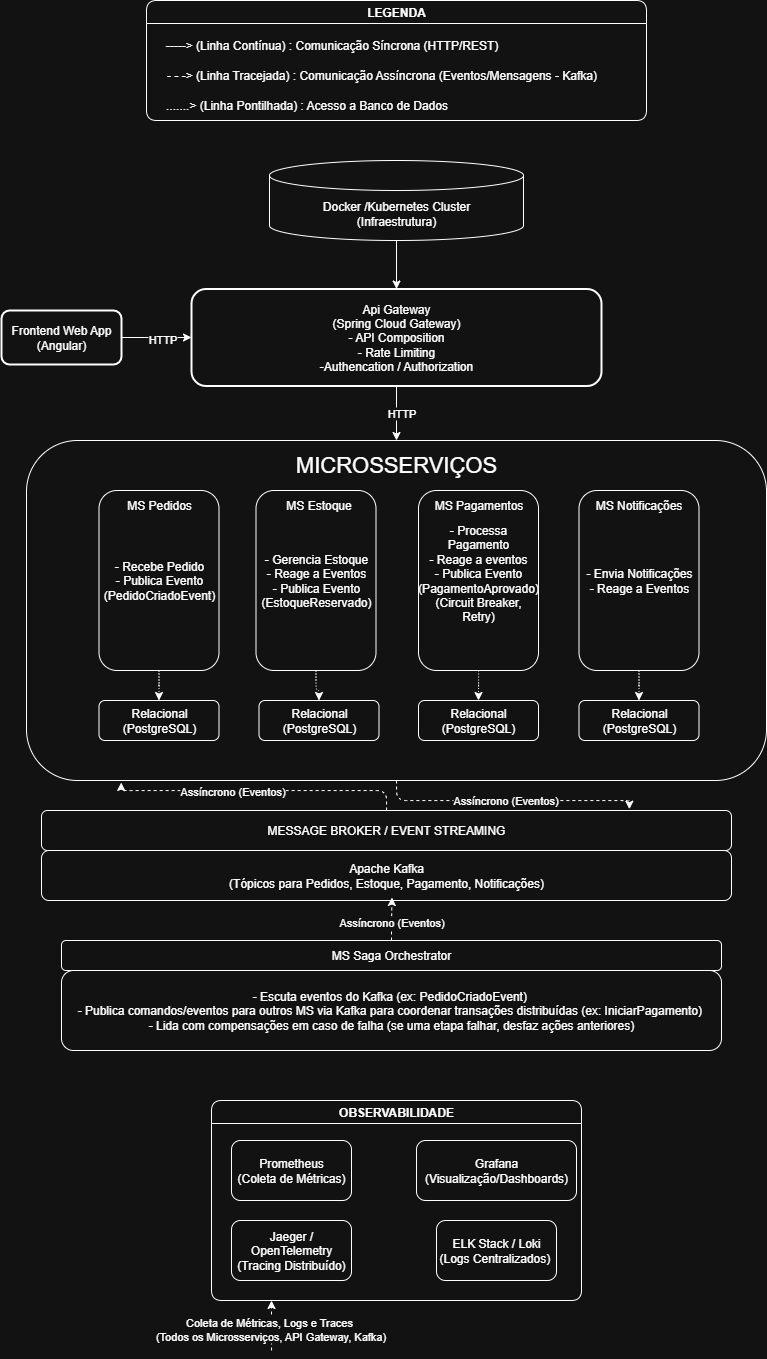 LEGENDA
-----> (Linha Contínua) : Comunicação Síncrona (HTTP/REST)
- - -> (Linha Tracejada) : Comunicação Assíncrona (Eventos/Mensagens - Kafka)
.......> (Linha Pontilhada) : Acesso a Banco de Dados
Docker /Kubernetes Cluster
(Infraestrutura)
Frontend Web App
(Angular)
HTTP
Api Gateway
(Spring Cloud Gateway)
- API Composition
- Rate Limiting
-Authencation / Authorization
HTTP
MICROSSERVIÇOS
MS Pedidos
- Recebe Pedido
- Publica Evento
(PedidoCriadoEvent)
MS Estoque
- Gerencia Estoque
- Reage a Eventos
- Publica Evento
(EstoqueReservado)
MS Pagamentos
- Processa
Pagamento
- Reage a eventos
- Publica Evento
(PagamentoAprovado)
(Circuit Breaker,
Retry)
MS Notificações
- Envia Notificações
- Reage a Eventos
Relacional
(PostgreSQL)
Relacional
(PostgreSQL)
Relacional
(PostgreSQL)
Relacional
(PostgreSQL)
Assíncrono (Eventos)
Assíncrono (Eventos)
MESSAGE BROKER / EVENT STREAMING
Apache Kafka
(Tópicos para Pedidos, Estoque, Pagamento, Notificações)
Assíncrono (Eventos)
MS Saga Orchestrator
- Escuta eventos do Kafka (ex: PedidoCriadoEvent)
- Publica comandos/eventos para outros MS via Kafka para coordenar transações distribuídas (ex: IniciarPagamento)
- Lida com compensações em caso de falha (se uma etapa falhar, desfaz ações anteriores)
OBSERVABILIDADE
Prometheus
(Coleta de Métricas)
Grafana
(Visualização/Dashboards)
Jaeger /
OpenTelemetry
(Tracing Distribuído)
ELK Stack / Loki
(Logs Centralizados)
Coleta de Métricas, Logs e Traces
(Todos os Microserviços, API Gateway, Kafka)